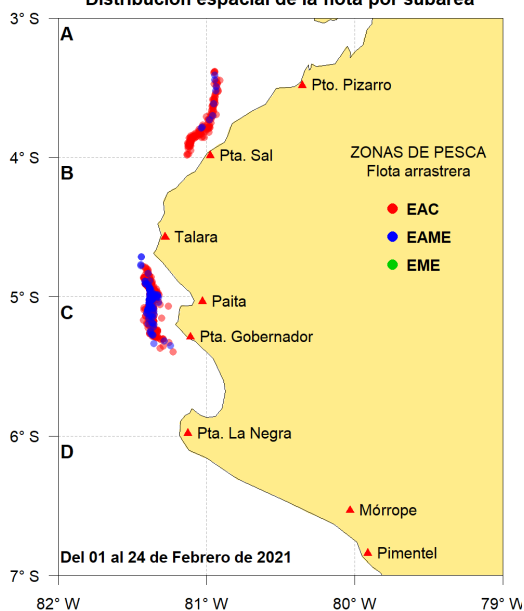 Distribución espacial de la flota por subárea
3° S
A
Pto. Pizarro
4° S
Pta. Sal
ZONAS DE PESCA
B
Flota arrastrera
EAC
Talara
EAME
EME
5° S
Paita
C
Pta. Gobernador
6° S
Pta. La Negra
D
Mórrope
Pimentel
Del 01 al 24 de Febrero de 2021
7° S
82° W
81° W
80° W
79° W